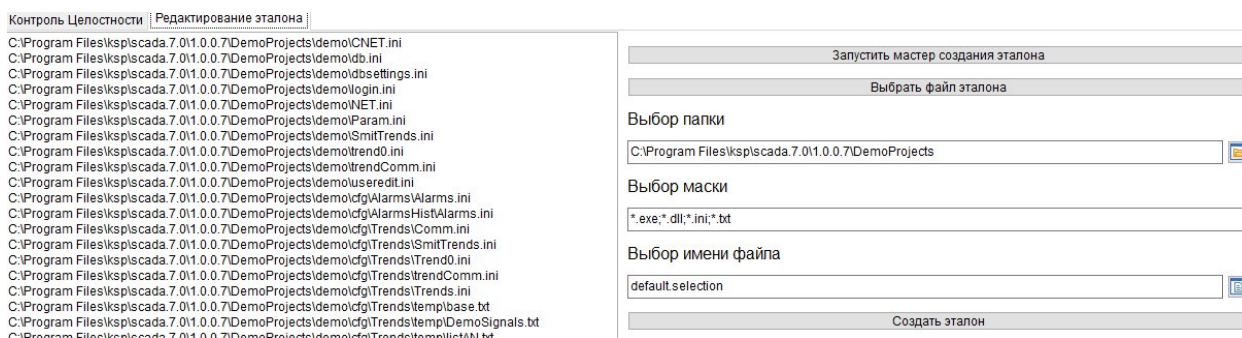 Контроль Целостности
Редактирование эталона
C:\Program Files\ksp\scada.7.0\1.0.0.7\DemoProjects\demo\CNET.ini
C:\Program Files\ksp\scada.7.0\1.0.0.7\DemoProjects\demo\db.ini
C:\Program Files\ksp\scada.7.0\1.0.0.7\DemoProjects\demo\dbsettings.ini
C:\Program Files\ksp\scada.7.0\1.0.0.7\DemoProjects\demo\login.ini
C:\Program Files\ksp\scada.7.0\1.0.0.7\DemoProjects\demo\NET.ini
C:\Program Files\ksp\scada.7.0\1.0.0.7\DemoProjects\demo\Param.ini
C:\Program Files\ksp\scada.7.0\1.0.0.7\DemoProjects\demo\SmitTrends.ini
C:\Program Files\ksp\scada.7.0\1.0.0.7\DemoProjects\demo\trend0.ini
C:\Program Files\ksp\scada.7.0\1.0.0.7\DemoProjects\demo\trendComm.ini
C:\Program Files\ksp\scada.7.0\1.0.0.7\DemoProjects\demo\useredit.ini
C:\Program Files\ksp\scada.7.0\1.0.0.7\DemoProjects\demo\cfg\Alarms\Alarms.ini
C:\Program Files\ksp\scada.7.0\1.0.0.7\DemoProjects\demo\cfg\AlarmsHist\Alarms.ini
C:\Program Files\ksp\scada.7.0\1.0.0.7\DemoProjects\demo\cfg\Trends\Comm.ini
C:\Program Files\ksp\scada.7.0\1.0.0.7\DemoProjects\demo\cfg\Trends\SmitTrends.ini
C:\Program Files\ksp\scada.7.0\1.0.0.7\DemoProjects\demo\cfg\Trends\Trend0.ini
C:\Program Files\ksp\scada.7.0\1.0.0.7\DemoProjects\demo\cfg\Trends\trendComm.ini
C:\Program Files\ksp\scada.7.0\1.0.0.7\DemoProjects\demo\cfg\Trends\Trends.ini
C:\Program Files\ksp\scada.7.0\1.0.0.7\DemoProjects\demo\cfg\Trends\temp\base.txt
C:\Program Files\ksp\scada.7.0\1.0.0.7\DemoProjects\demo\cfg\Trends\temp\DemoSignals.txt
C:\Program Files\ksp\scada.7.0\1.0.0.7\DemoProjects\demo\cfg\Trends\temp\listAN.txt
Запустить мастер создания эталона
Выбрать файл эталона
Выбор папки
C:\Program Files\ksp\scada.7.0\1.0.0.7\DemoProjects
Выбор маски
*.exe;*.dll;*.ini;*.txt
Выбор имени файла
default.selection
Создать эталон